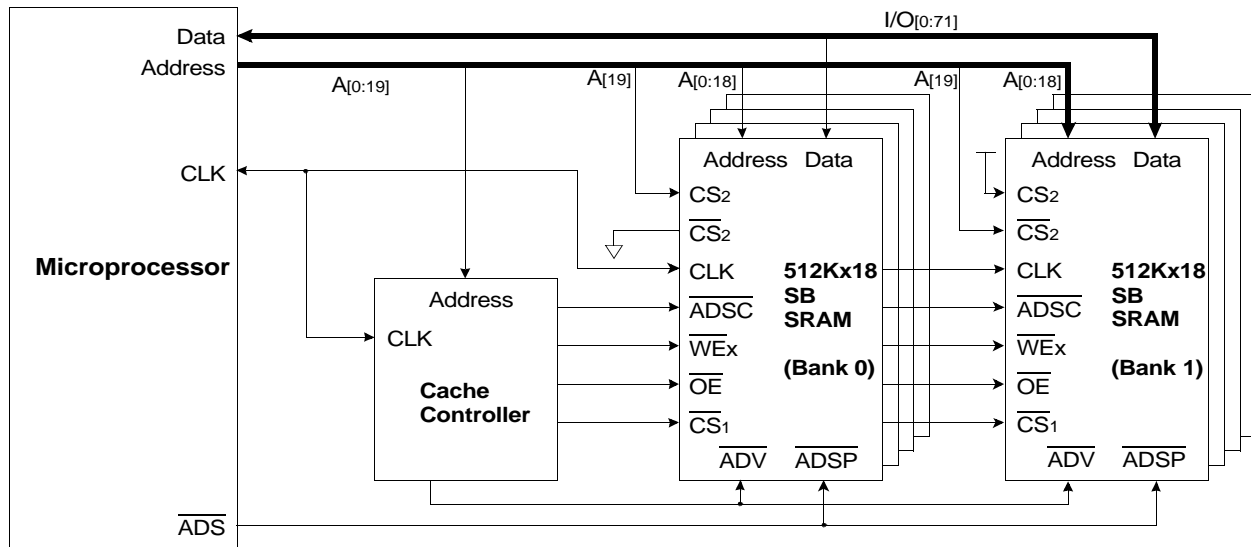 I/O[0:71]
Data
Address
A[0:19]
A[19]
A[0:18]
A[19]
A[0:18]
CLK
Microprocessor
ADS
Address
CLK
Cache
Controller
Address Data
CS2
CS2
CLK
ADSC
WEx
OE
CS1
ADV ADSP
512Kx18
SB
SRAM
(Bank 0)
Address Data
CS2
CS2
CLK
ADSC
WEx
OE
CS1
ADV ADSP
512Kx18
SB
SRAM
(Bank 1)